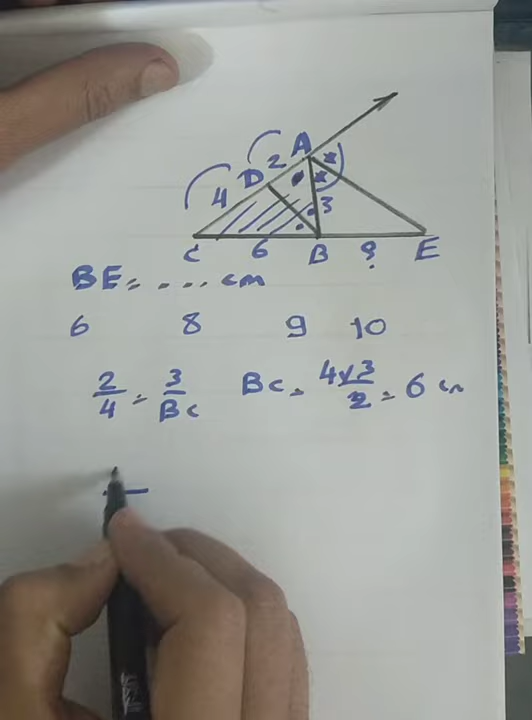 A
D 2
4 3
C 6 B ? E
BE = .... cm
6 8 9 10
2/4 = 3/BC BC = 4×3/2 = 6 cm